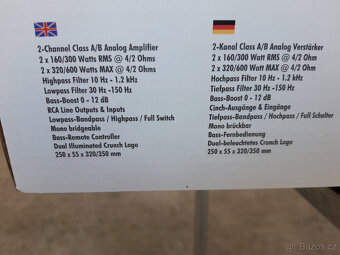 2-Channel Class A/B Analog Amplifier
2 x 160/300 Watts RMS @ 4/2 Ohms
2 x 320/600 Watts MAX @ 4/2 Ohms
Highpass Filter 10 Hz - 1.2 kHz
Lowpass Filter 30 Hz -150 Hz
Bass-Boost 0 - 12 dB
RCA Line Outputs & Inputs
Lowpass-Bandpass / Highpass / Full Switch
Mono bridgeable
Bass-Remote Controller
Dual Illuminated Crunch Logo
250 x 55 x 320/350 mm
2-Kanal Class A/B Analog Verstärker
2 x 160/300 Watt RMS @ 4/2 Ohm
2 x 320/600 Watt MAX @ 4/2 Ohm
Hochpass Filter 10 Hz - 1.2 kHz
Tiefpass Filter 30 Hz -150 Hz
Bass-Boost 0 - 12 dB
Cinch-Ausgänge & Eingänge
Tiefpass-Bandpass / Hochpass / Full Schalter
Mono brückbar
Bass-Fernbedienung
Dual-beleuchtetes Crunch Logo
250 x 55 x 320/350 mm
bazos.cz